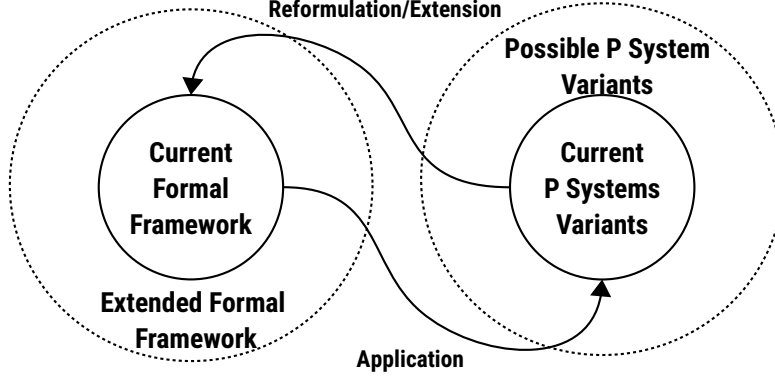 Reformulation/Extension
Possible P System
Variants
Current
Formal
Framework
Current
P Systems
Variants
Extended Formal
Framework
Application